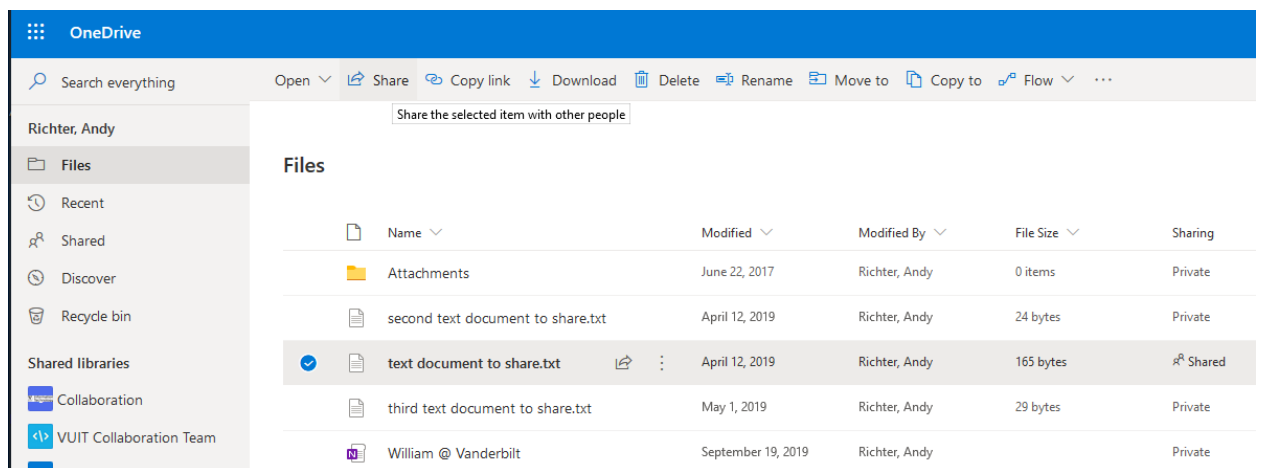 OneDrive
Search everything
Open Share Copy link Download Delete Rename Move to Copy to Flow ...
Share the selected item with other people
Richter, Andy
Files
Recent
Shared
Discover
Recycle bin
Shared libraries
Collaboration
VUIT Collaboration Team
Files
Name Modified Modified By File Size Sharing
Attachments June 22, 2017 Richter, Andy 0 items Private
second text document to share.txt April 12, 2019 Richter, Andy 24 bytes Private
text document to share.txt April 12, 2019 Richter, Andy 165 bytes Shared
third text document to share.txt May 1, 2019 Richter, Andy 29 bytes Private
William @ Vanderbilt September 19, 2019 Richter, Andy Private